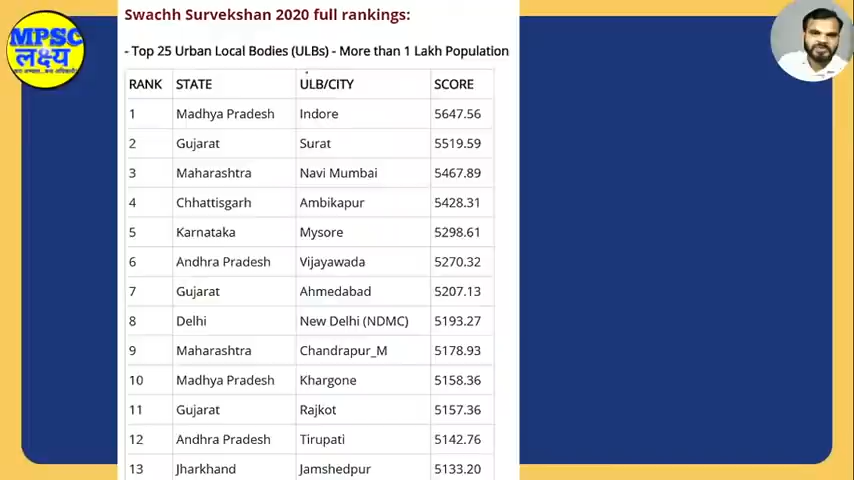 MPSC
लक्ष्य
Swachh Survekshan 2020 full rankings:
- Top 25 Urban Local Bodies (ULBs) - More than 1 Lakh Population
RANK STATE ULB/CITY SCORE
1 Madhya Pradesh Indore 5647.56
2 Gujarat Surat 5519.59
3 Maharashtra Navi Mumbai 5467.89
4 Chhattisgarh Ambikapur 5428.31
5 Karnataka Mysore 5298.61
6 Andhra Pradesh Vijayawada 5270.32
7 Gujarat Ahmedabad 5207.13
8 Delhi New Delhi (NDMC) 5193.27
9 Maharashtra Chandrapur_M 5178.93
10 Madhya Pradesh Khargone 5158.36
11 Gujarat Rajkot 5157.36
12 Andhra Pradesh Tirupati 5142.76
13 Jharkhand Jamshedpur 5133.20